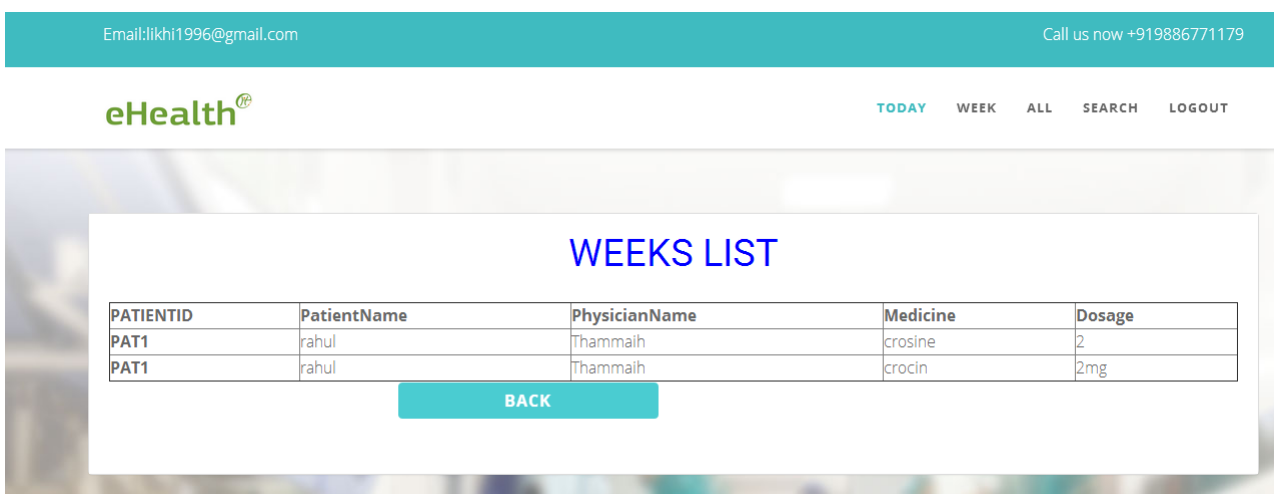 Email:likhi1996@gmail.com Call us now +919886771179
eHealth
TODAY WEEK ALL SEARCH LOGOUT
WEEKS LIST
PATIENTID PatientName PhysicianName Medicine Dosage
PAT1 rahul Thammaih crosine 2
PAT1 rahul Thammaih crocin 2mg
BACK